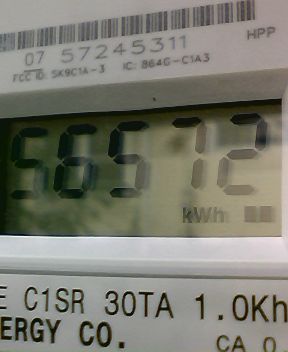 HPP
07 57245311
FCC ID: SK9C1A-3 IC: 864G-C1A3
56572
kWh
E C1SR 30TA 1.0Kh
ERGY CO.
CA 0.